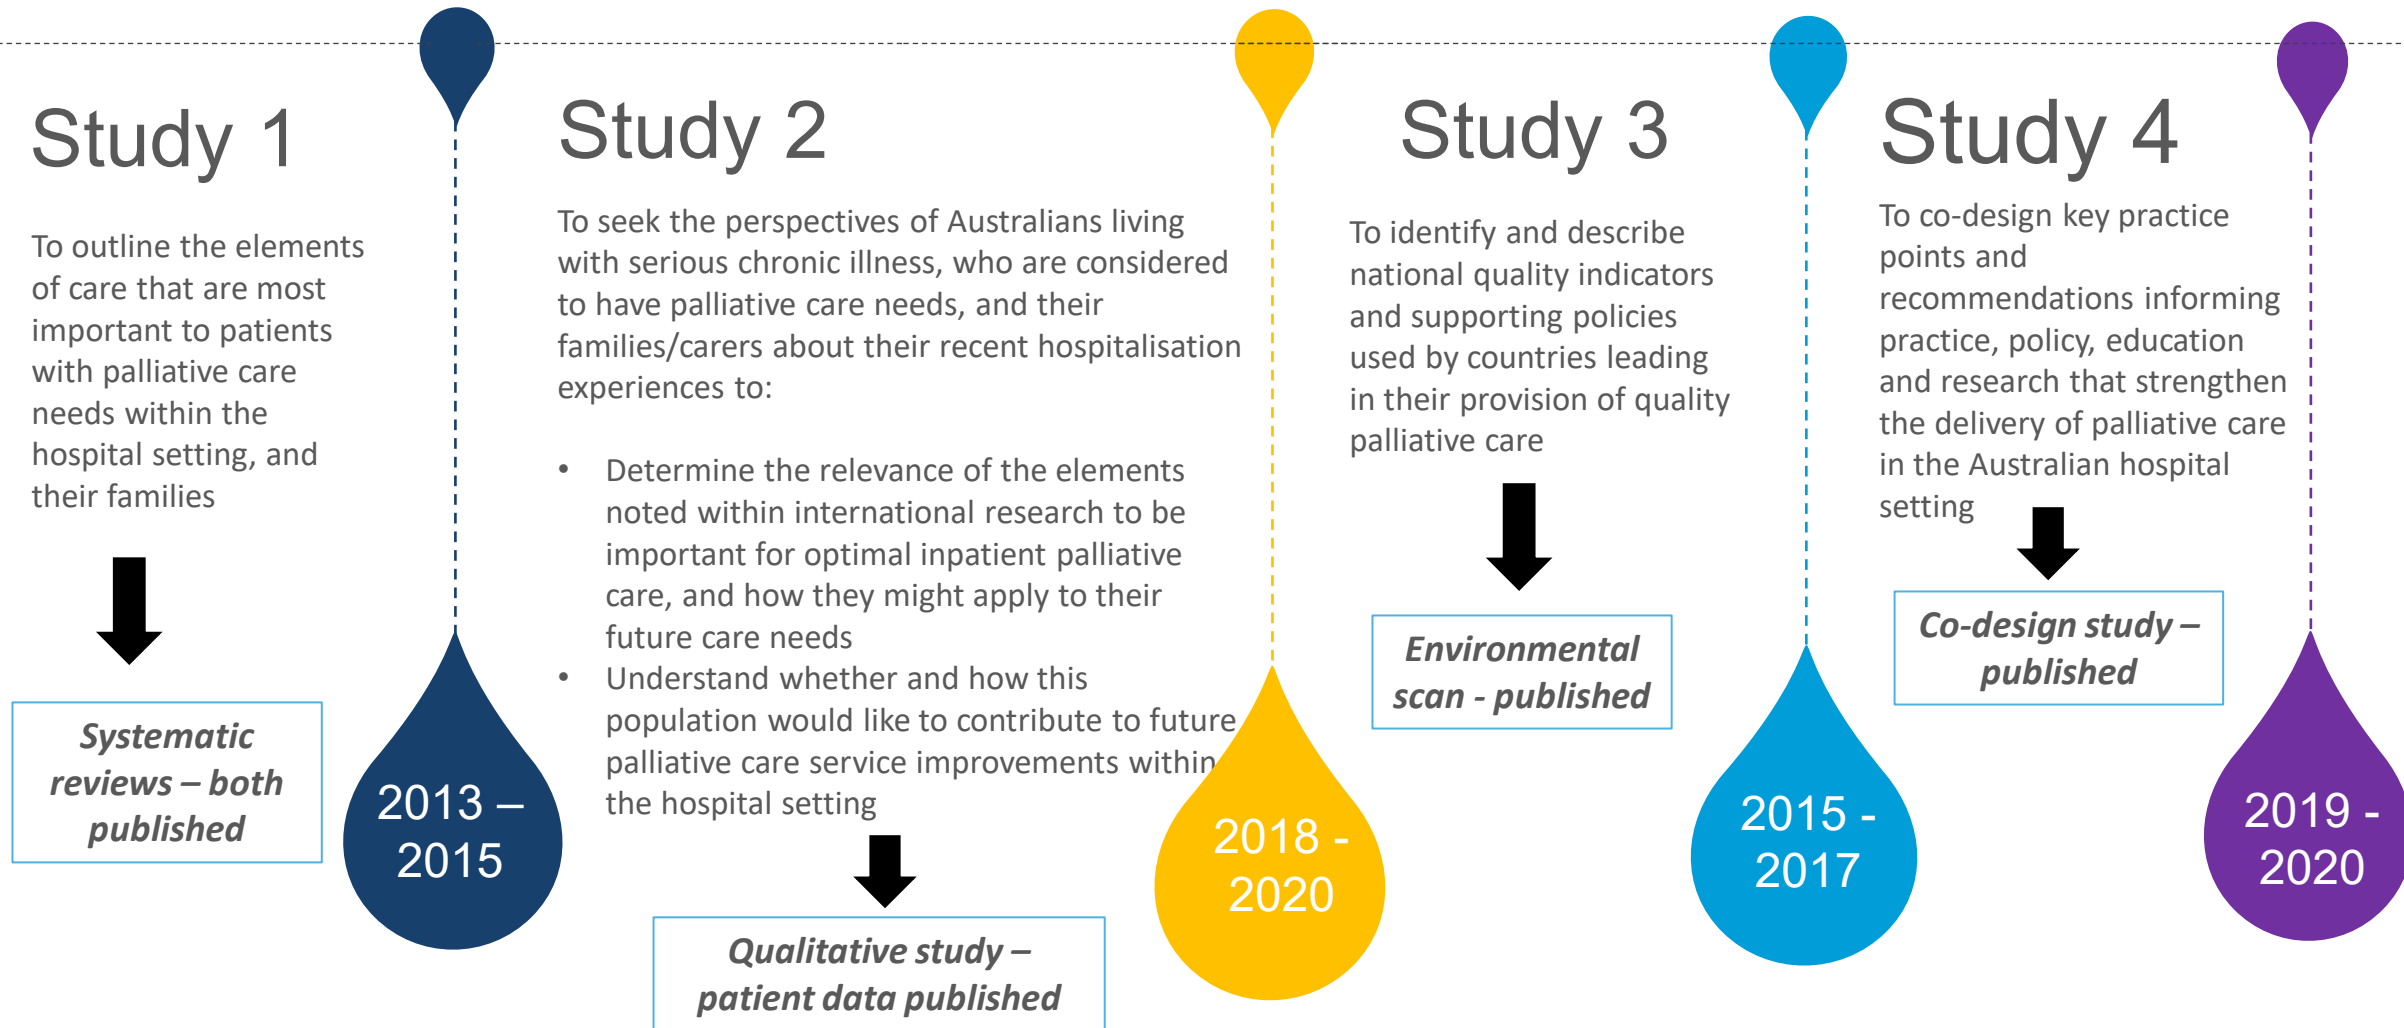 Study 1
To outline the elements
of care that are most
important to patients
with palliative care
needs within the
hospital setting, and
their families
Systematic
reviews – both
published
2013 –
2015
Study 2
To seek the perspectives of Australians living
with serious chronic illness, who are considered
to have palliative care needs, and their
families/carers about their recent hospitalisation
experiences to:
• Determine the relevance of the elements
noted within international research to be
important for optimal inpatient palliative
care, and how they might apply to their
future care needs
• Understand whether and how this
population would like to contribute to future
palliative care service improvements within
the hospital setting
Qualitative study –
patient data published
2018 -
2020
Study 3
To identify and describe
national quality indicators
and supporting policies
used by countries leading
in their provision of quality
palliative care
Environmental
scan - published
2015 -
2017
Study 4
To co-design key practice
points and
recommendations informing
practice, policy, education
and research that strengthen
the delivery of palliative care
in the Australian hospital
setting
Co-design study –
published
2019 -
2020